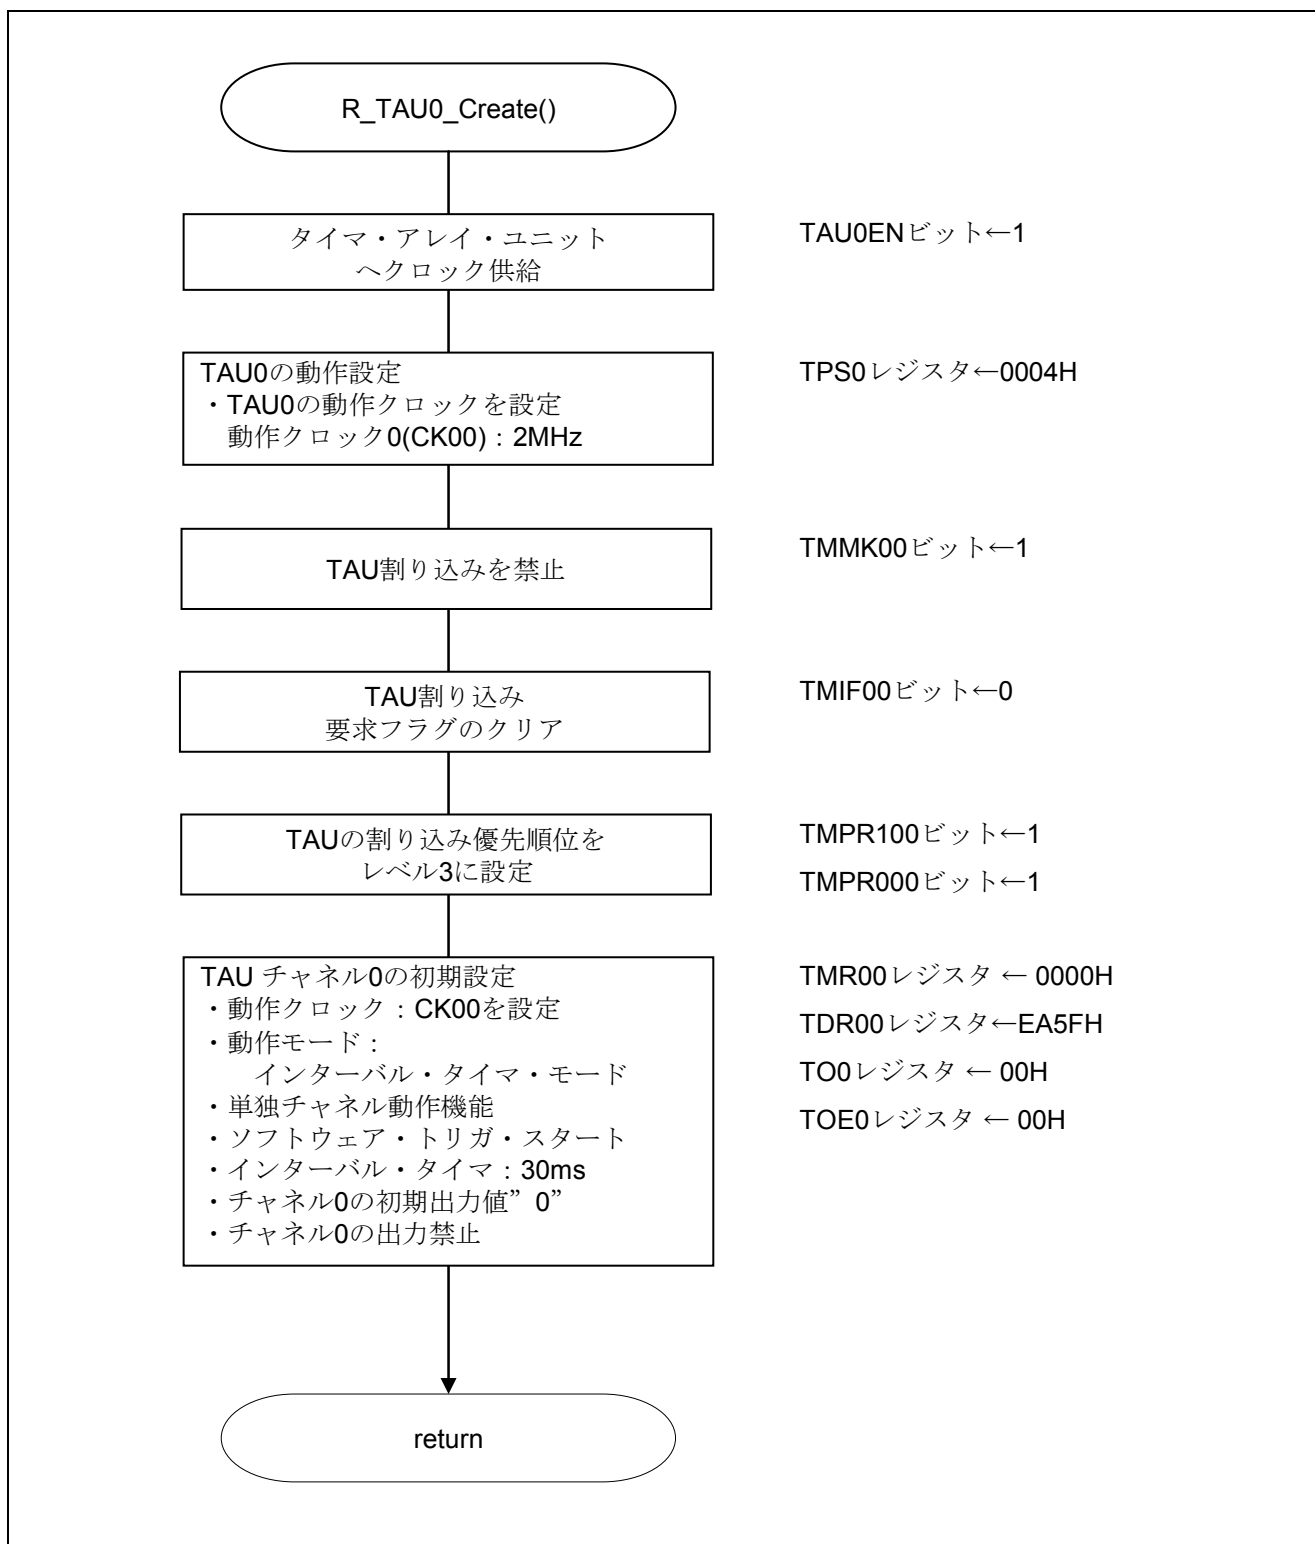 R_TAU0_Create()
タイマ・アレイ・ユニット
へクロック供給
TAU0ENビット←1
TAU0の動作設定
・TAU0の動作クロックを設定
動作クロック0(CK00)：2MHz
TPS0レジスタ←0004H
TAU割り込みを禁止
TMMK00ビット←1
TAU割り込み
要求フラグのクリア
TMIF00ビット←0
TAUの割り込み優先順位を
レベル3に設定
TMPR100ビット←1
TMPR000ビット←1
TAU チャネル0の初期設定
・動作クロック：CK00を設定
・動作モード：
インターバル・タイマ・モード
・単独チャネル動作機能
・ソフトウェア・トリガ・スタート
・インターバル・タイマ：30ms
・チャネル0の初期出力値”0”
・チャネル0の出力禁止
TMR00レジスタ ← 0000H
TDR00レジスタ←EA5FH
TO0レジスタ ← 00H
TOE0レジスタ ← 00H
return